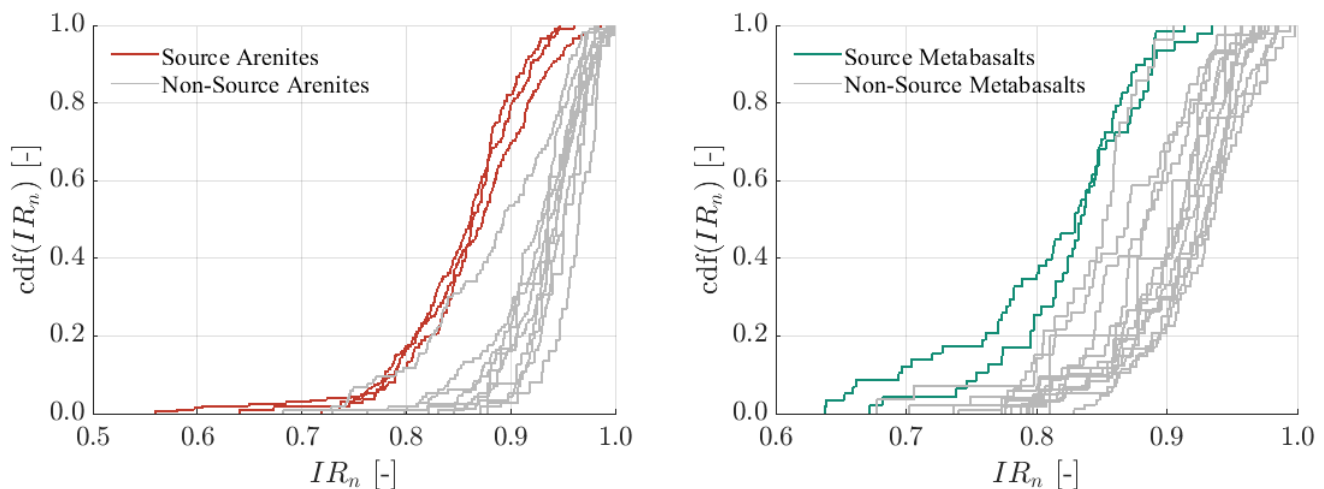 1.0
0.8
0.6
0.4
0.2
0.0
cdf(IRₙ) [-]
Source Arenites
Non-Source Arenites
0.5 0.6 0.7 0.8 0.9 1.0
IRₙ [-]
1.0
0.8
0.6
0.4
0.2
0.0
cdf(IRₙ) [-]
Source Metabasalts
Non-Source Metabasalts
0.6 0.7 0.8 0.9 1.0
IRₙ [-]